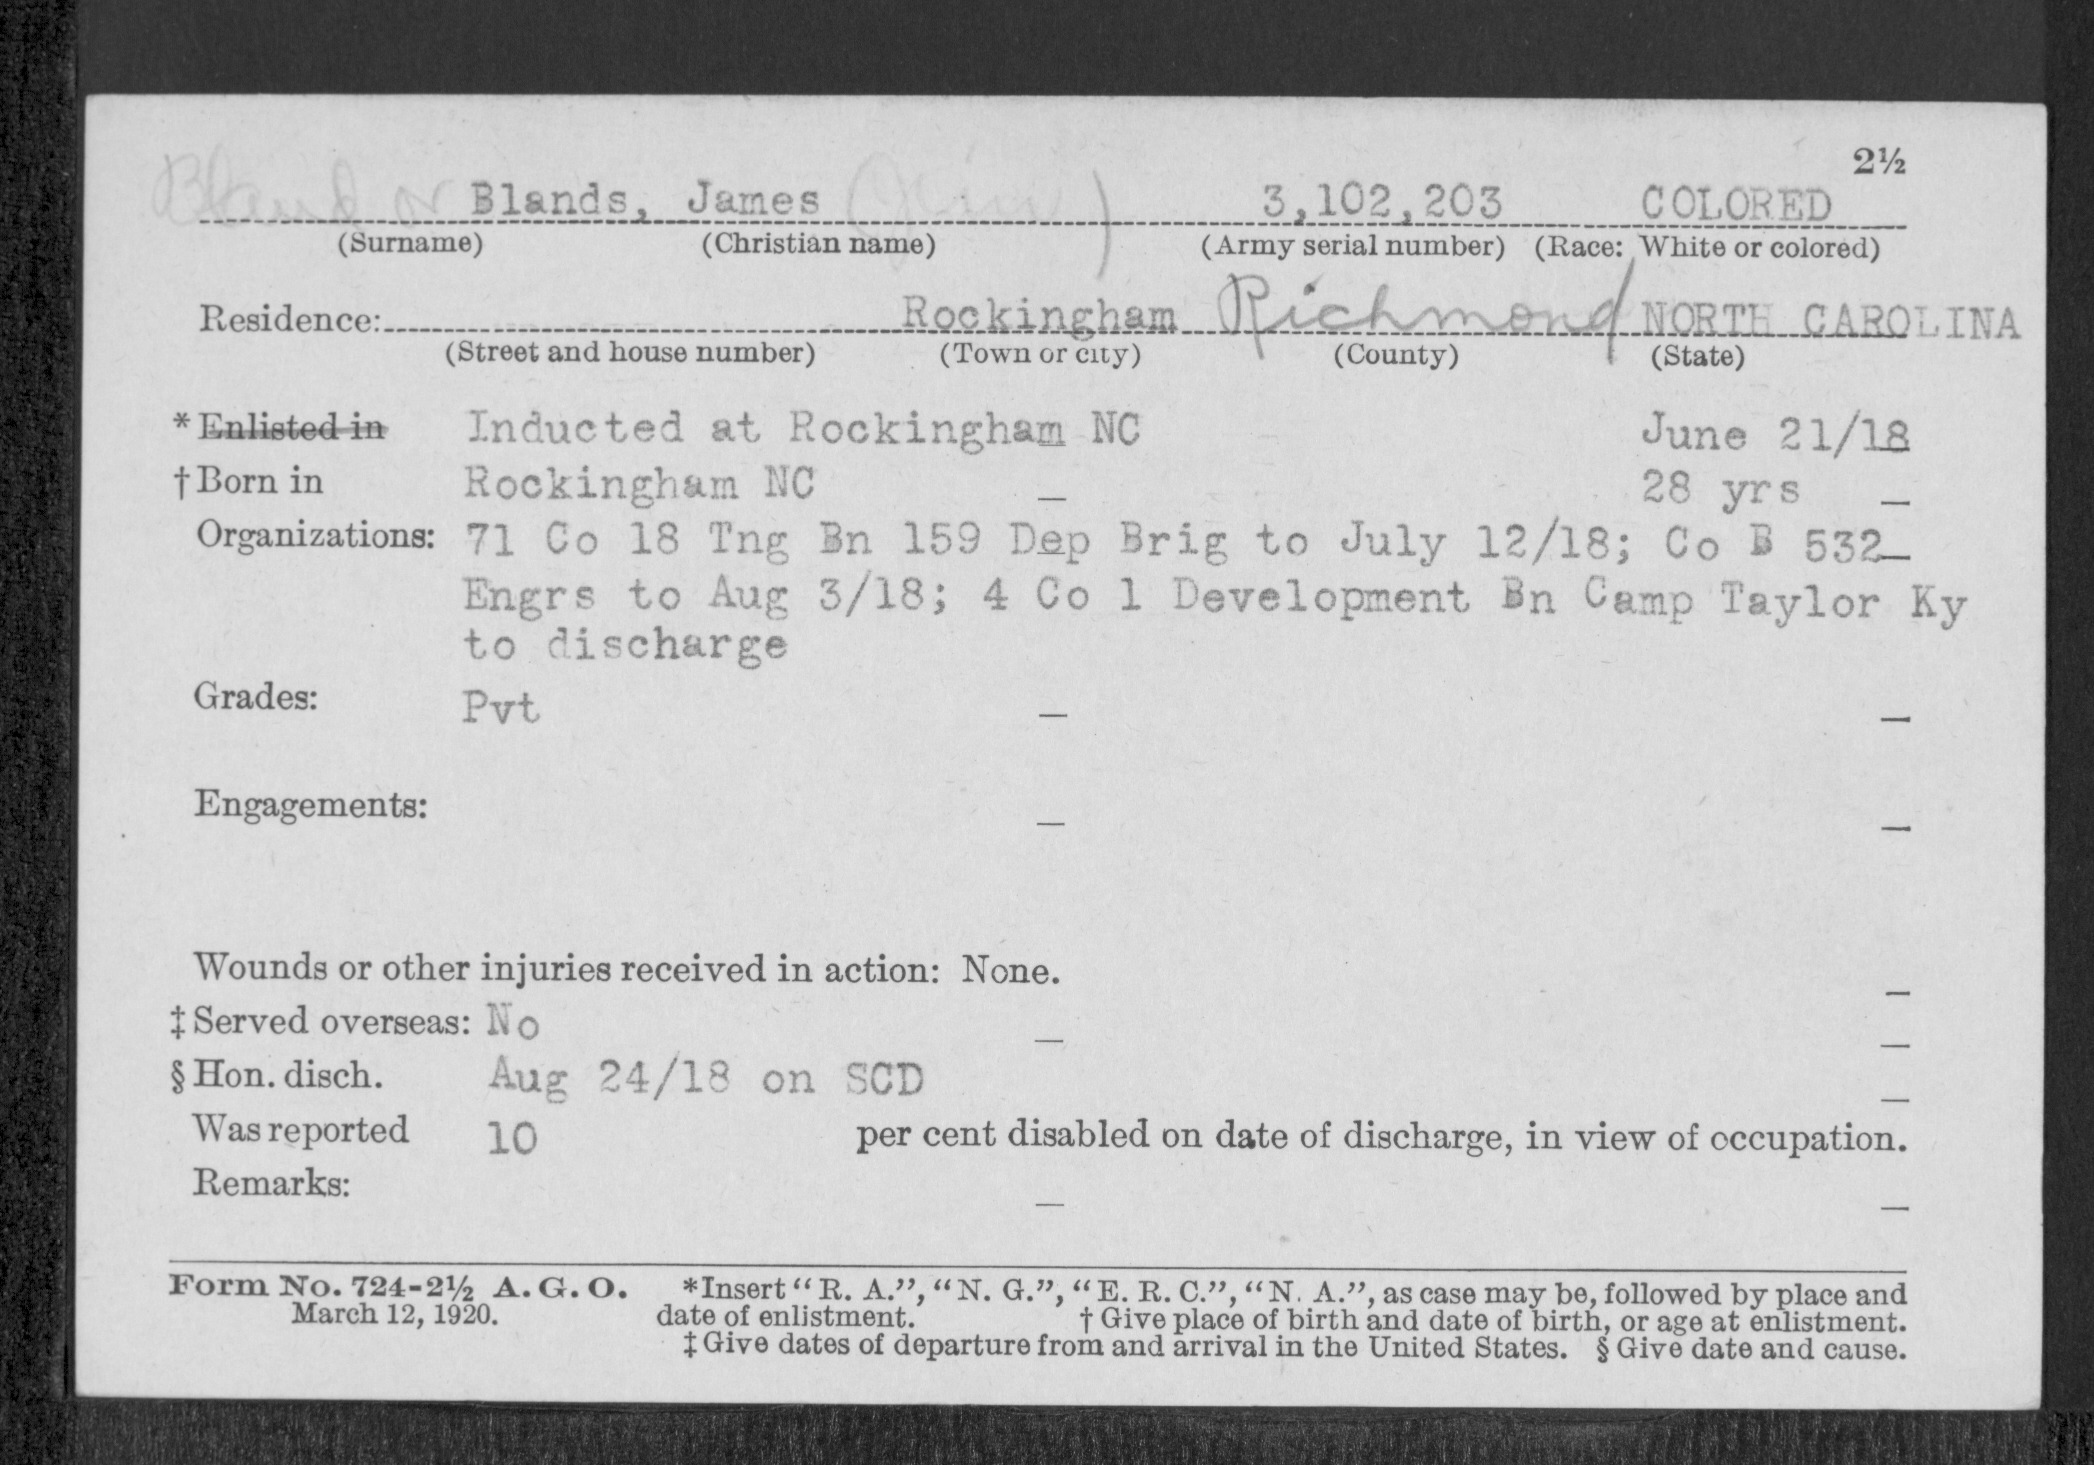 2½
Bland or Blands, James (Jim) 3,102,203 COLORED
(Surname) (Christian name) (Army serial number) (Race: White or colored)
Residence: Rockingham Richmond NORTH CAROLINA
(Street and house number) (Town or city) (County) (State)
*Enlisted in Inducted at Rockingham NC June 21/18
†Born in Rockingham NC – 28 yrs –
Organizations: 71 Co 18 Tng Bn 159 Dep Brig to July 12/18; Co B 532
Engrs to Aug 3/18; 4 Co 1 Development Bn Camp Taylor Ky
to discharge
Grades: Pvt – –
Engagements: – –
Wounds or other injuries received in action: None. –
‡Served overseas: No – –
§Hon. disch. Aug 24/18 on SCD –
Was reported 10 per cent disabled on date of discharge, in view of occupation.
Remarks: – –
Form No. 724-2½ A. G. O. *Insert "R. A.", "N. G.", "E. R. C.", "N. A.", as case may be, followed by place and
March 12, 1920. date of enlistment. †Give place of birth and date of birth, or age at enlistment.
‡Give dates of departure from and arrival in the United States. §Give date and cause.